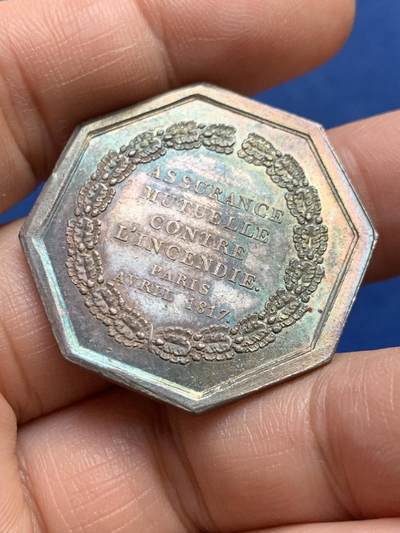 ASSURANCE
MUTUELLE
CONTRE
L'INCENDIE.
PARIS
AVRIL 1817.